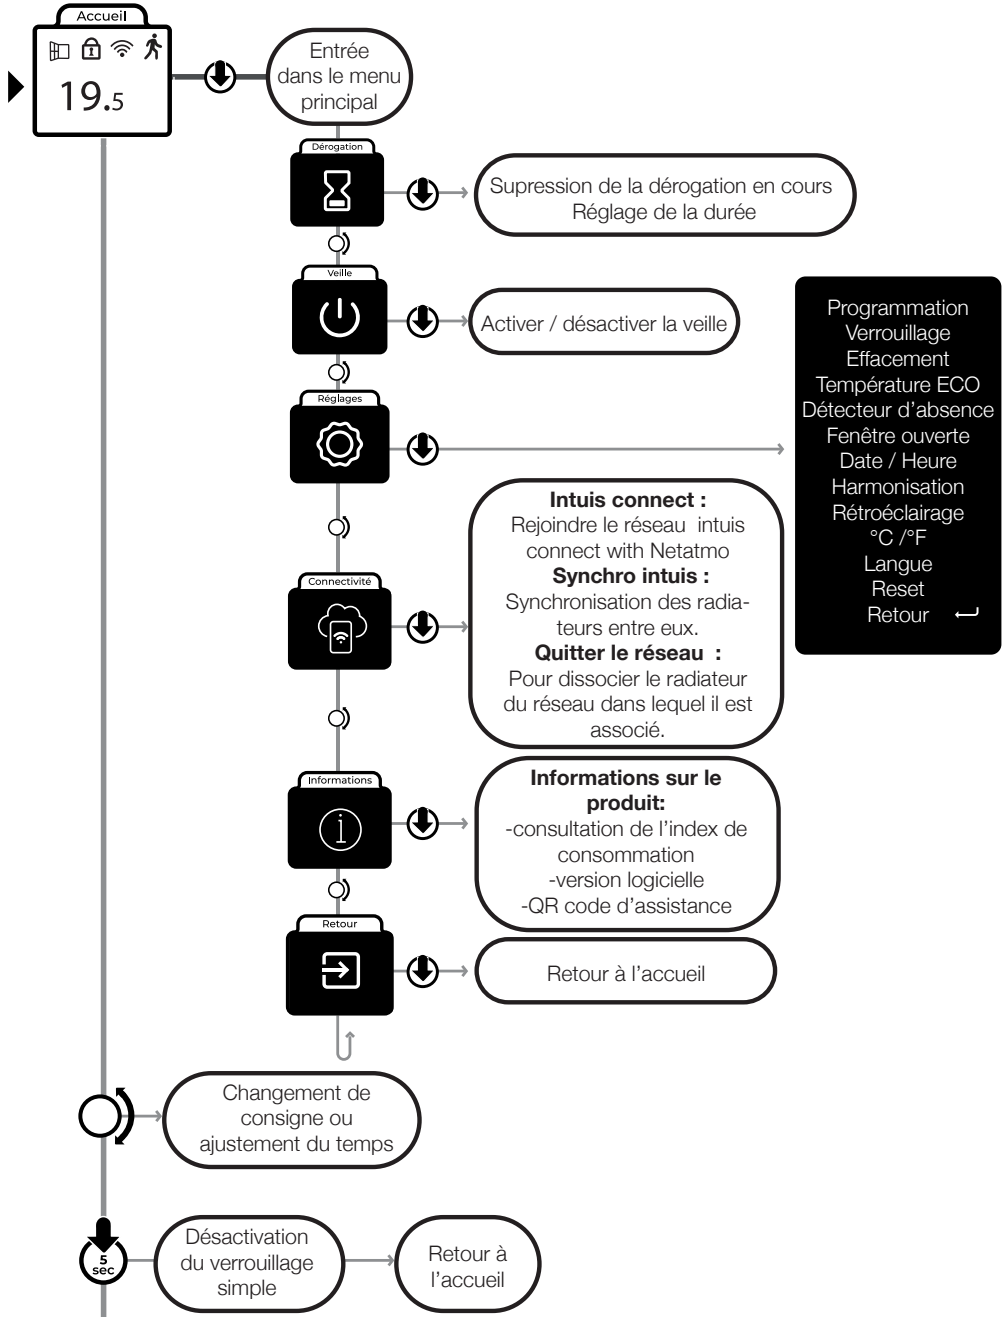 Accueil
19.5
Entrée
dans le menu
principal
Dérogation
Supression de la dérogation en cours
Réglage de la durée
Veille
Activer / désactiver la veille
Réglages
Programmation
Verrouillage
Effacement
Température ECO
Détecteur d'absence
Fenêtre ouverte
Date / Heure
Harmonisation
Rétroéclairage
°C /°F
Langue
Reset
Retour
Connectivité
Intuis connect :
Rejoindre le réseau intuis
connect with Netatmo
Synchro intuis :
Synchronisation des radia-
teurs entre eux.
Quitter le réseau :
Pour dissocier le radiateur
du réseau dans lequel il est
associé.
Informations
Informations sur le
produit:
-consultation de l'index de
consommation
-version logicielle
-QR code d'assistance
Retour
Retour à l'accueil
Changement de
consigne ou
ajustement du temps
5
sec
Désactivation
du verrouillage
simple
Retour à
l'accueil